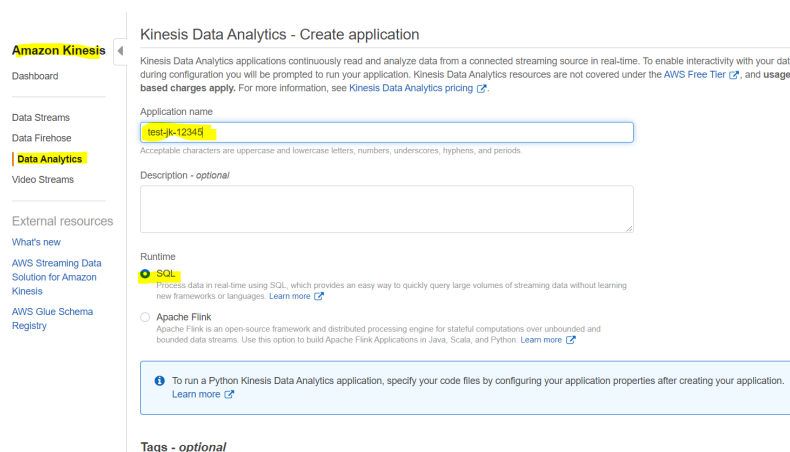 Kinesis Data Analytics - Create application
Amazon Kinesis
Dashboard
Data Streams
Data Firehose
Data Analytics
Video Streams
External resources
What's new
AWS Streaming Data
Solution for Amazon
Kinesis
AWS Glue Schema
Registry
Kinesis Data Analytics applications continuously read and analyze data from a connected streaming source in real-time. To enable interactivity with your dat
during configuration you will be prompted to run your application. Kinesis Data Analytics resources are not covered under the AWS Free Tier, and usage
based charges apply. For more information, see Kinesis Data Analytics pricing.
Application name
test-jk-12345
Acceptable characters are uppercase and lowercase letters, numbers, underscores, hyphens, and periods.
Description - optional
Runtime
SQL
Process data in real-time using SQL, which provides an easy way to quickly query large volumes of streaming data without learning
new frameworks or languages. Learn more
Apache Flink
Apache Flink is an open-source framework and distributed processing engine for stateful computations over unbounded and
bounded data streams. Use this option to build Apache Flink Applications in Java, Scala, and Python. Learn more
To run a Python Kinesis Data Analytics application, specify your code files by configuring your application properties after creating your application.
Learn more
Tags - optional